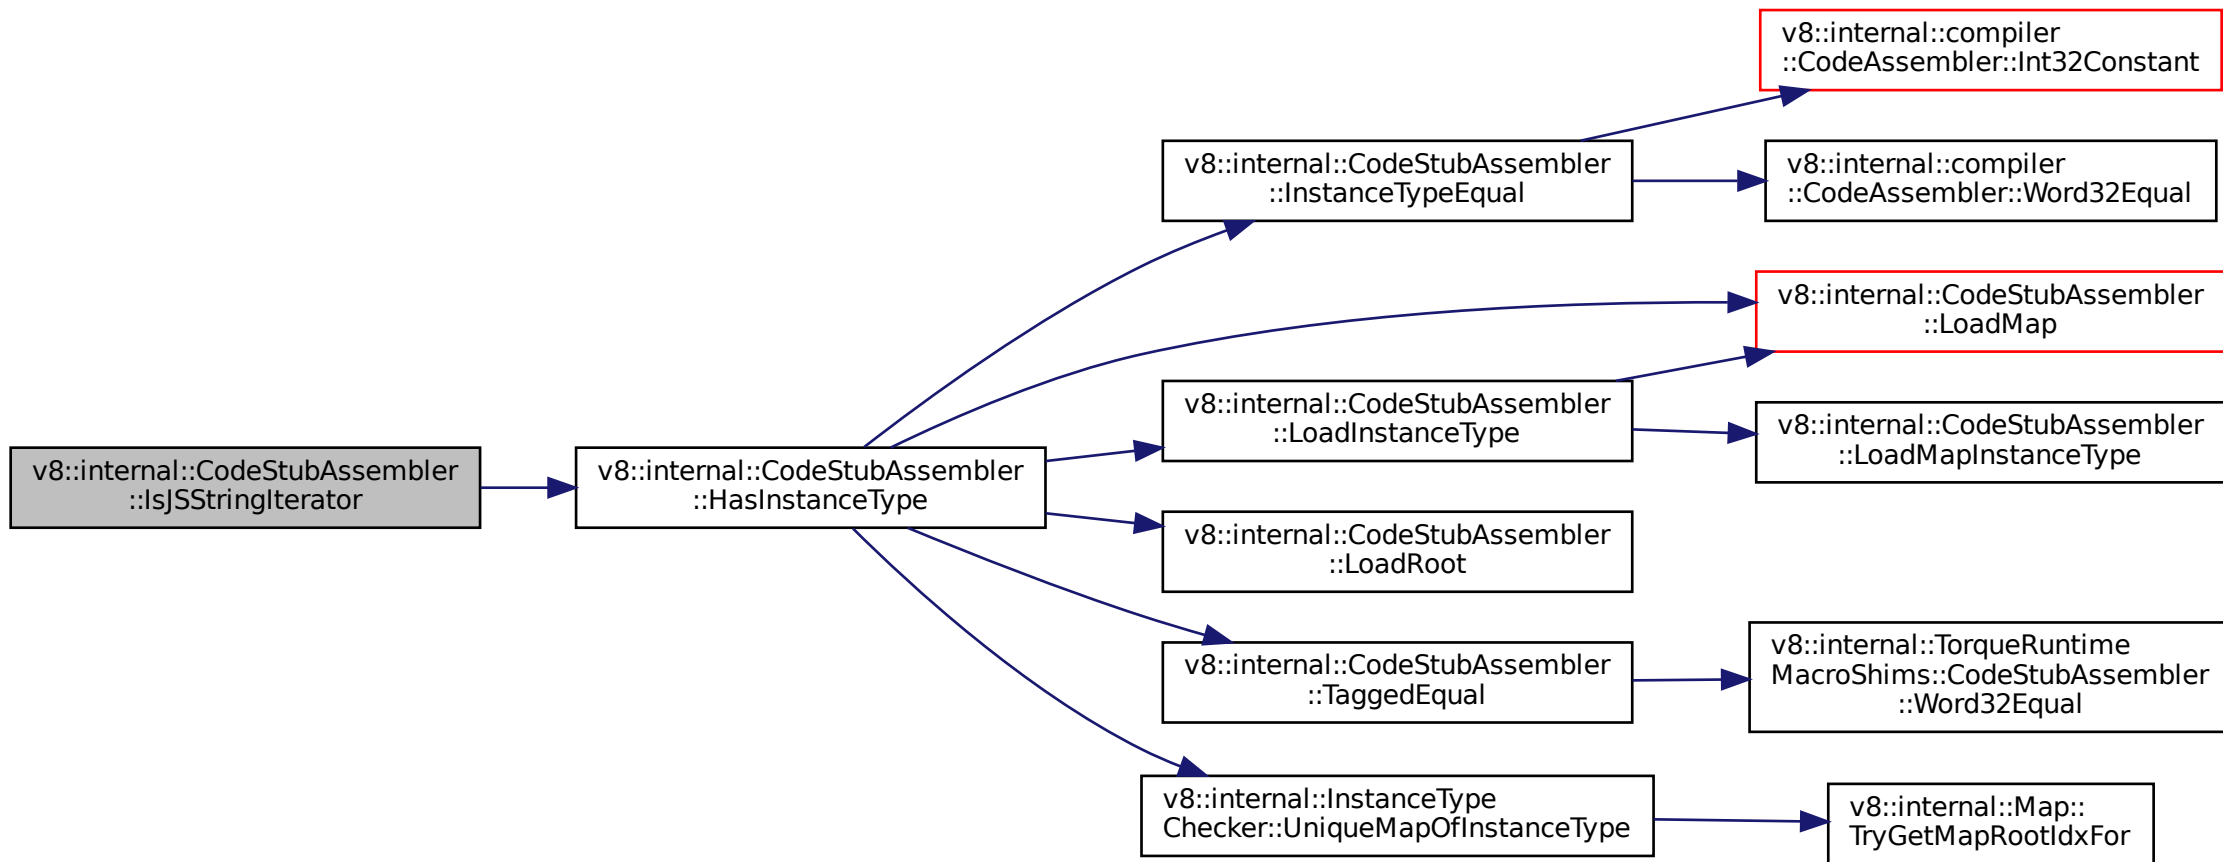 v8::internal::compiler
::CodeAssembler::Int32Constant
v8::internal::CodeStubAssembler
::InstanceTypeEqual
v8::internal::compiler
::CodeAssembler::Word32Equal
v8::internal::CodeStubAssembler
::LoadMap
v8::internal::CodeStubAssembler
::LoadInstanceType
v8::internal::CodeStubAssembler
::LoadMapInstanceType
v8::internal::CodeStubAssembler
::IsJSStringIterator
v8::internal::CodeStubAssembler
::HasInstanceType
v8::internal::CodeStubAssembler
::LoadRoot
v8::internal::CodeStubAssembler
::TaggedEqual
v8::internal::TorqueRuntime
MacroShims::CodeStubAssembler
::Word32Equal
v8::internal::InstanceType
Checker::UniqueMapOfInstanceType
v8::internal::Map::
TryGetMapRootIdxFor